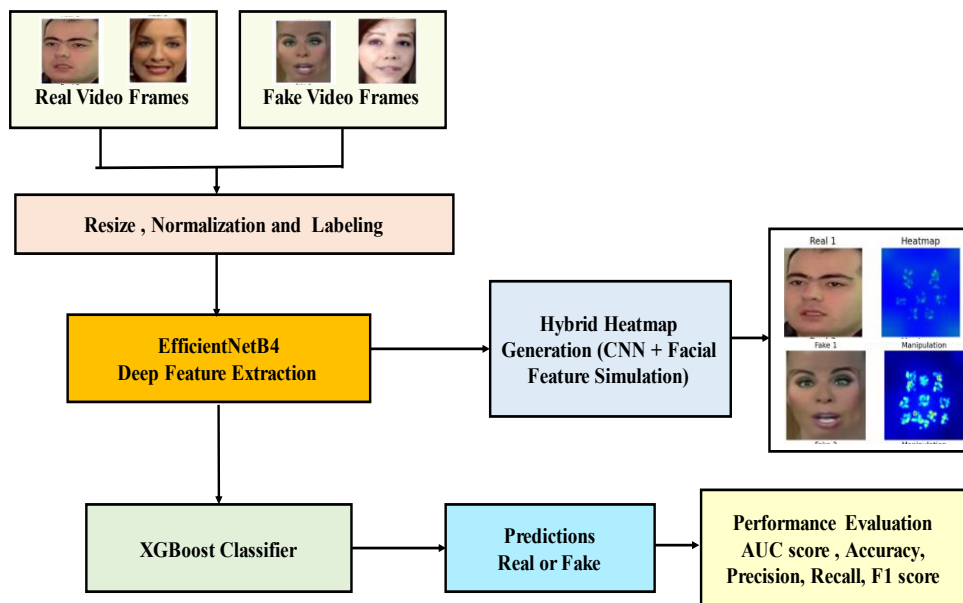 Real Video Frames
Fake Video Frames
Resize , Normalization and Labeling
EfficientNetB4
Deep Feature Extraction
Hybrid Heatmap
Generation (CNN + Facial
Feature Simulation)
Real 1
Heatmap
Fake 1
Manipulation
XGBoost Classifier
Predictions
Real or Fake
Performance Evaluation
AUC score , Accuracy,
Precision, Recall, F1 score